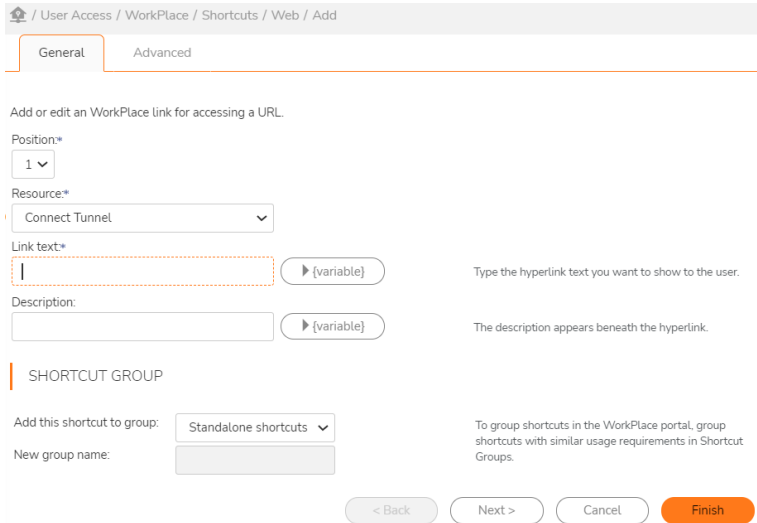 / User Access / WorkPlace / Shortcuts / Web / Add
General Advanced
Add or edit an WorkPlace link for accessing a URL.
Position:*
1
Resource:*
Connect Tunnel
Link text:*
{variable} Type the hyperlink text you want to show to the user.
Description:
{variable} The description appears beneath the hyperlink.
SHORTCUT GROUP
Add this shortcut to group: Standalone shortcuts To group shortcuts in the WorkPlace portal, group
shortcuts with similar usage requirements in Shortcut
New group name: Groups.
< Back Next > Cancel Finish